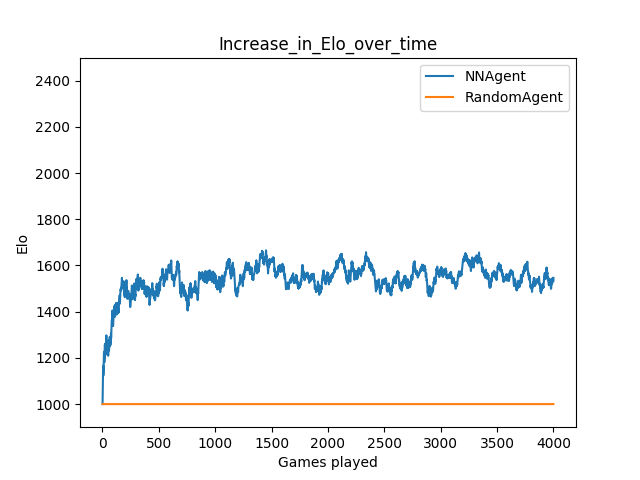 Increase_in_Elo_over_time
NNAgent
RandomAgent
2400
2200
2000
1800
1600
1400
1200
1000
Elo
0 500 1000 1500 2000 2500 3000 3500 4000
Games played